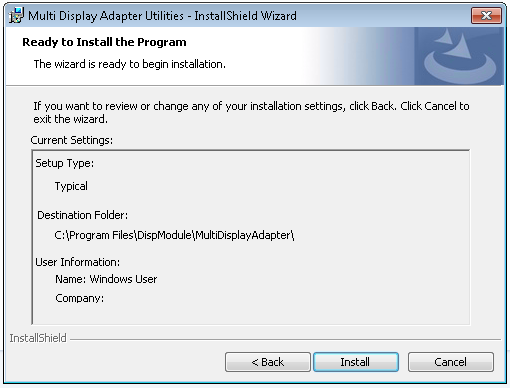 Multi Display Adapter Utilities - InstallShield Wizard
Ready to Install the Program
The wizard is ready to begin installation.
If you want to review or change any of your installation settings, click Back. Click Cancel to
exit the wizard.
Current Settings:
Setup Type:
Typical
Destination Folder:
C:\Program Files\DispModule\MultiDisplayAdapter\
User Information:
Name: Windows User
Company:
InstallShield
< Back
Install
Cancel